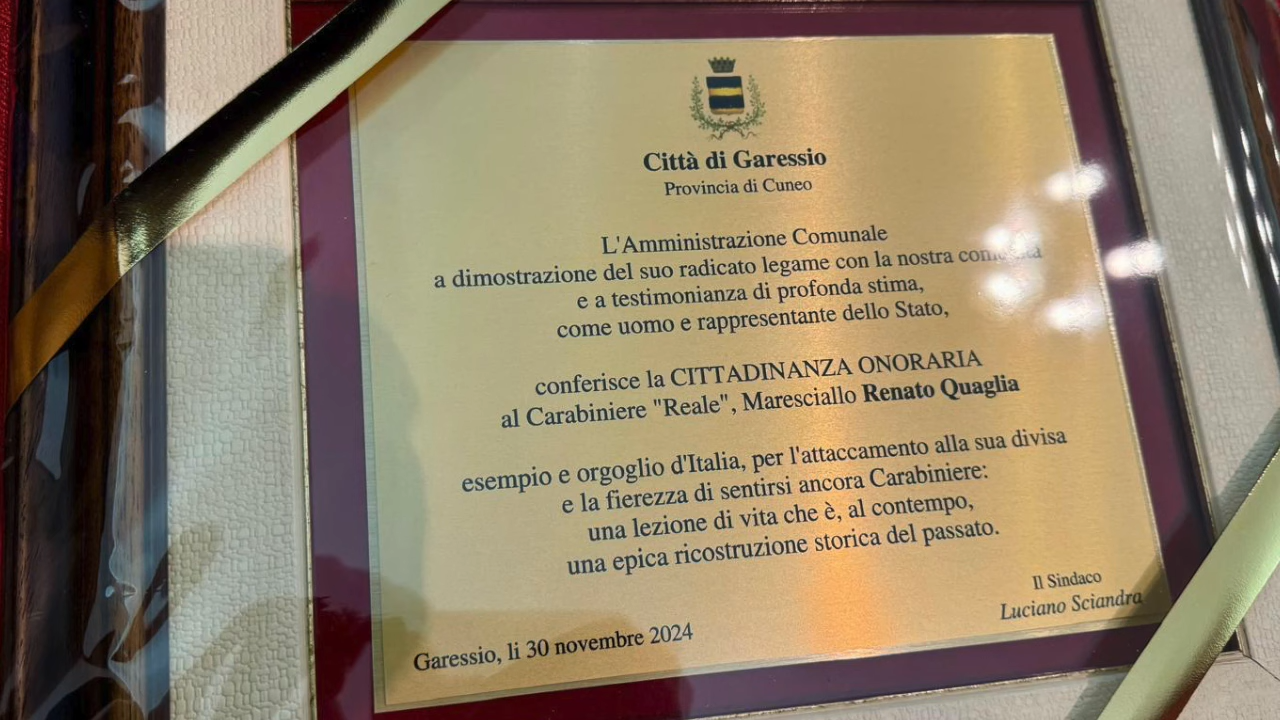 Città di Garessio
Provincia di Cuneo
L'Amministrazione Comunale
a dimostrazione del suo radicato legame con la nostra comunità
e a testimonianza di profonda stima,
come uomo e rappresentante dello Stato,
conferisce la CITTADINANZA ONORARIA
al Carabiniere "Reale", Maresciallo Renato Quaglia
esempio e orgoglio d'Italia, per l'attaccamento alla sua divisa
e la fierezza di sentirsi ancora Carabiniere:
una lezione di vita che è, al contempo,
una epica ricostruzione storica del passato.
Il Sindaco
Luciano Sciandra
Garessio, li 30 novembre 2024